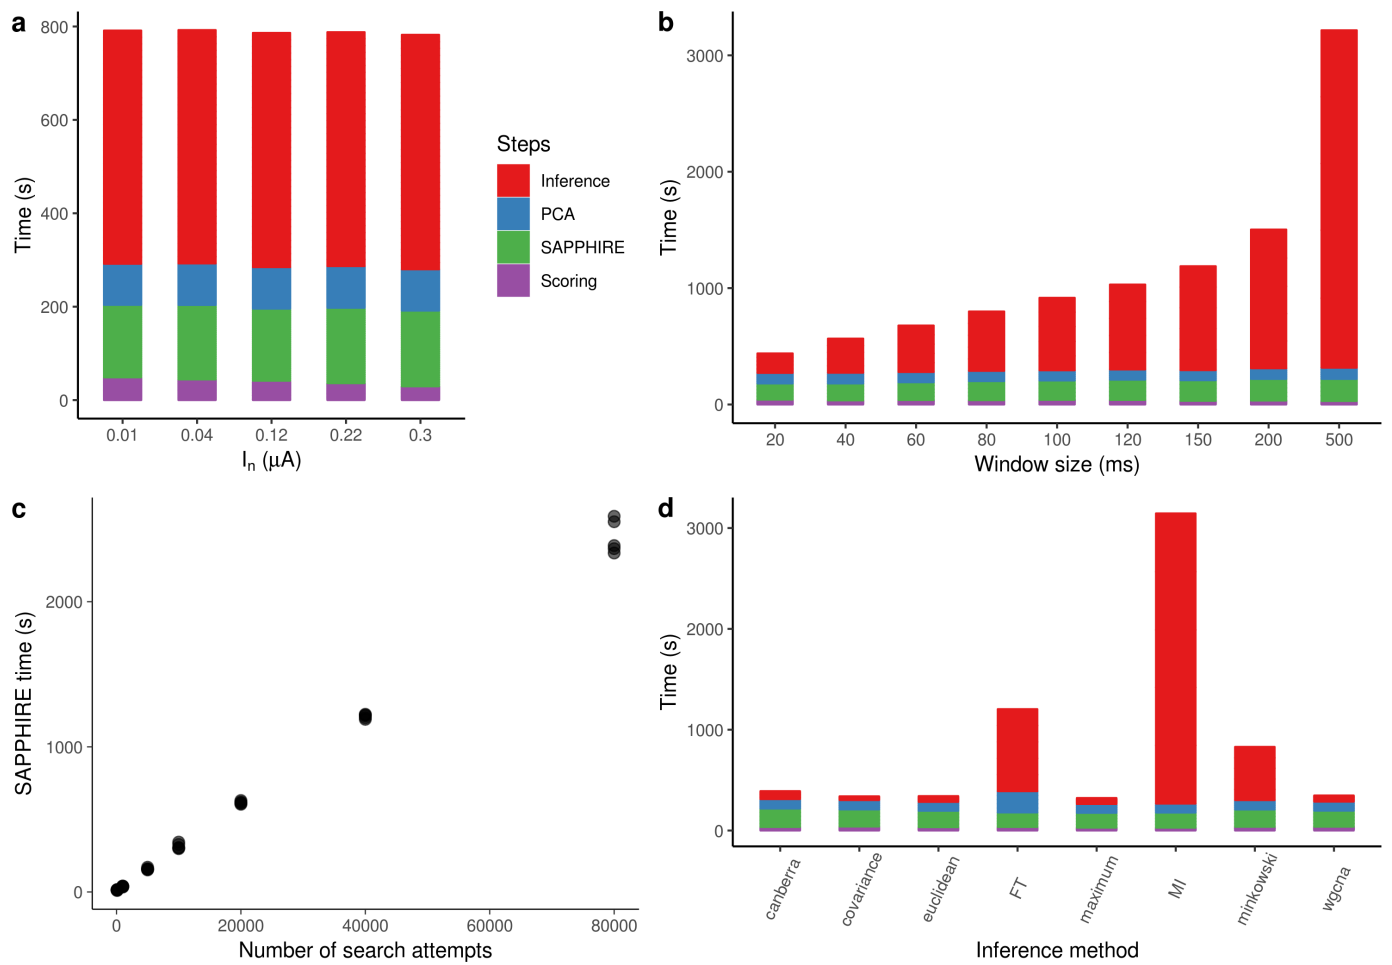 a
800
600
400
200
0
Time (s)
0.01 0.04 0.12 0.22 0.3
Iₙ (μA)
Steps
Inference
PCA
SAPPHIRE
Scoring
b
3000
2000
1000
0
Time (s)
20 40 60 80 100 120 150 200 500
Window size (ms)
c
2000
1000
0
SAPPHIRE time (s)
0 20000 40000 60000 80000
Number of search attempts
d
3000
2000
1000
0
Time (s)
canberra covariance euclidean FT maximum MI minkowski wgcna
Inference method